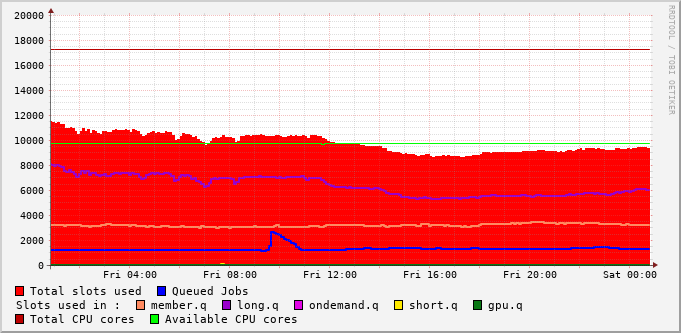 RRDTOOL / TOBI OETIKER
20000
18000
16000
14000
12000
10000
8000
6000
4000
2000
0
Fri 04:00 Fri 08:00 Fri 12:00 Fri 16:00 Fri 20:00 Sat 00:00
Total slots used Queued Jobs
Slots used in : member.q long.q ondemand.q short.q gpu.q
Total CPU cores Available CPU cores